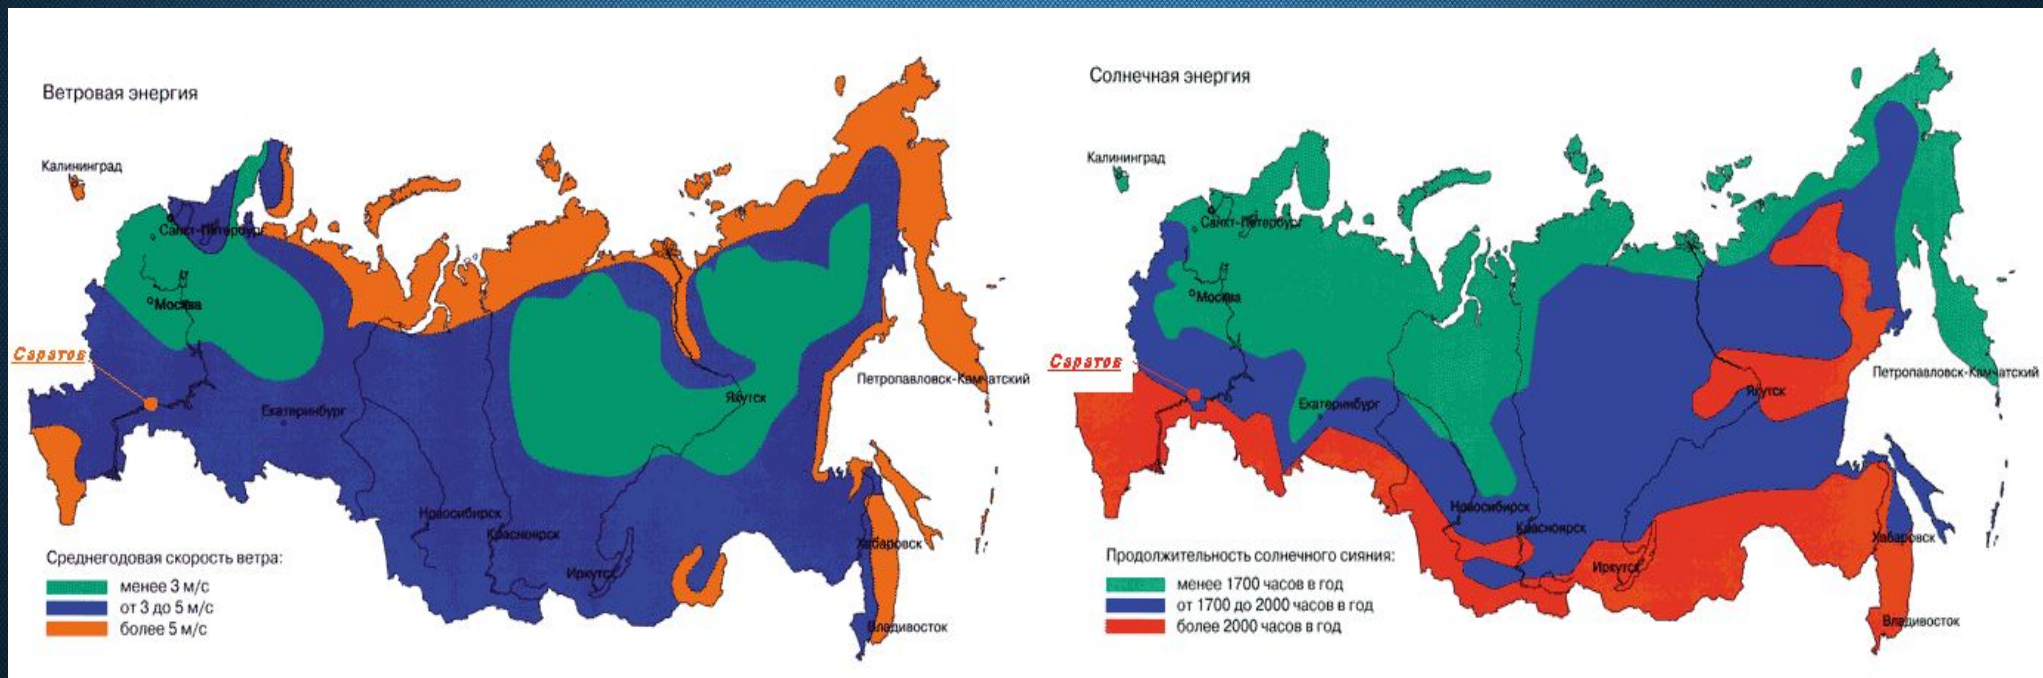 Ветровая энергия
Калининград
Санкт-Петербург
Москва
Саратов
Екатеринбург
Якутск
Петропавловск-Камчатский
Новосибирск
Красноярск
Иркутск
Хабаровск
Владивосток
Среднегодовая скорость ветра:
менее 3 м/с
от 3 до 5 м/с
более 5 м/с
Солнечная энергия
Калининград
Санкт-Петербург
Москва
Саратов
Екатеринбург
Якутск
Петропавловск-Камчатский
Новосибирск
Красноярск
Иркутск
Хабаровск
Владивосток
Продолжительность солнечного сияния:
менее 1700 часов в год
от 1700 до 2000 часов в год
более 2000 часов в год